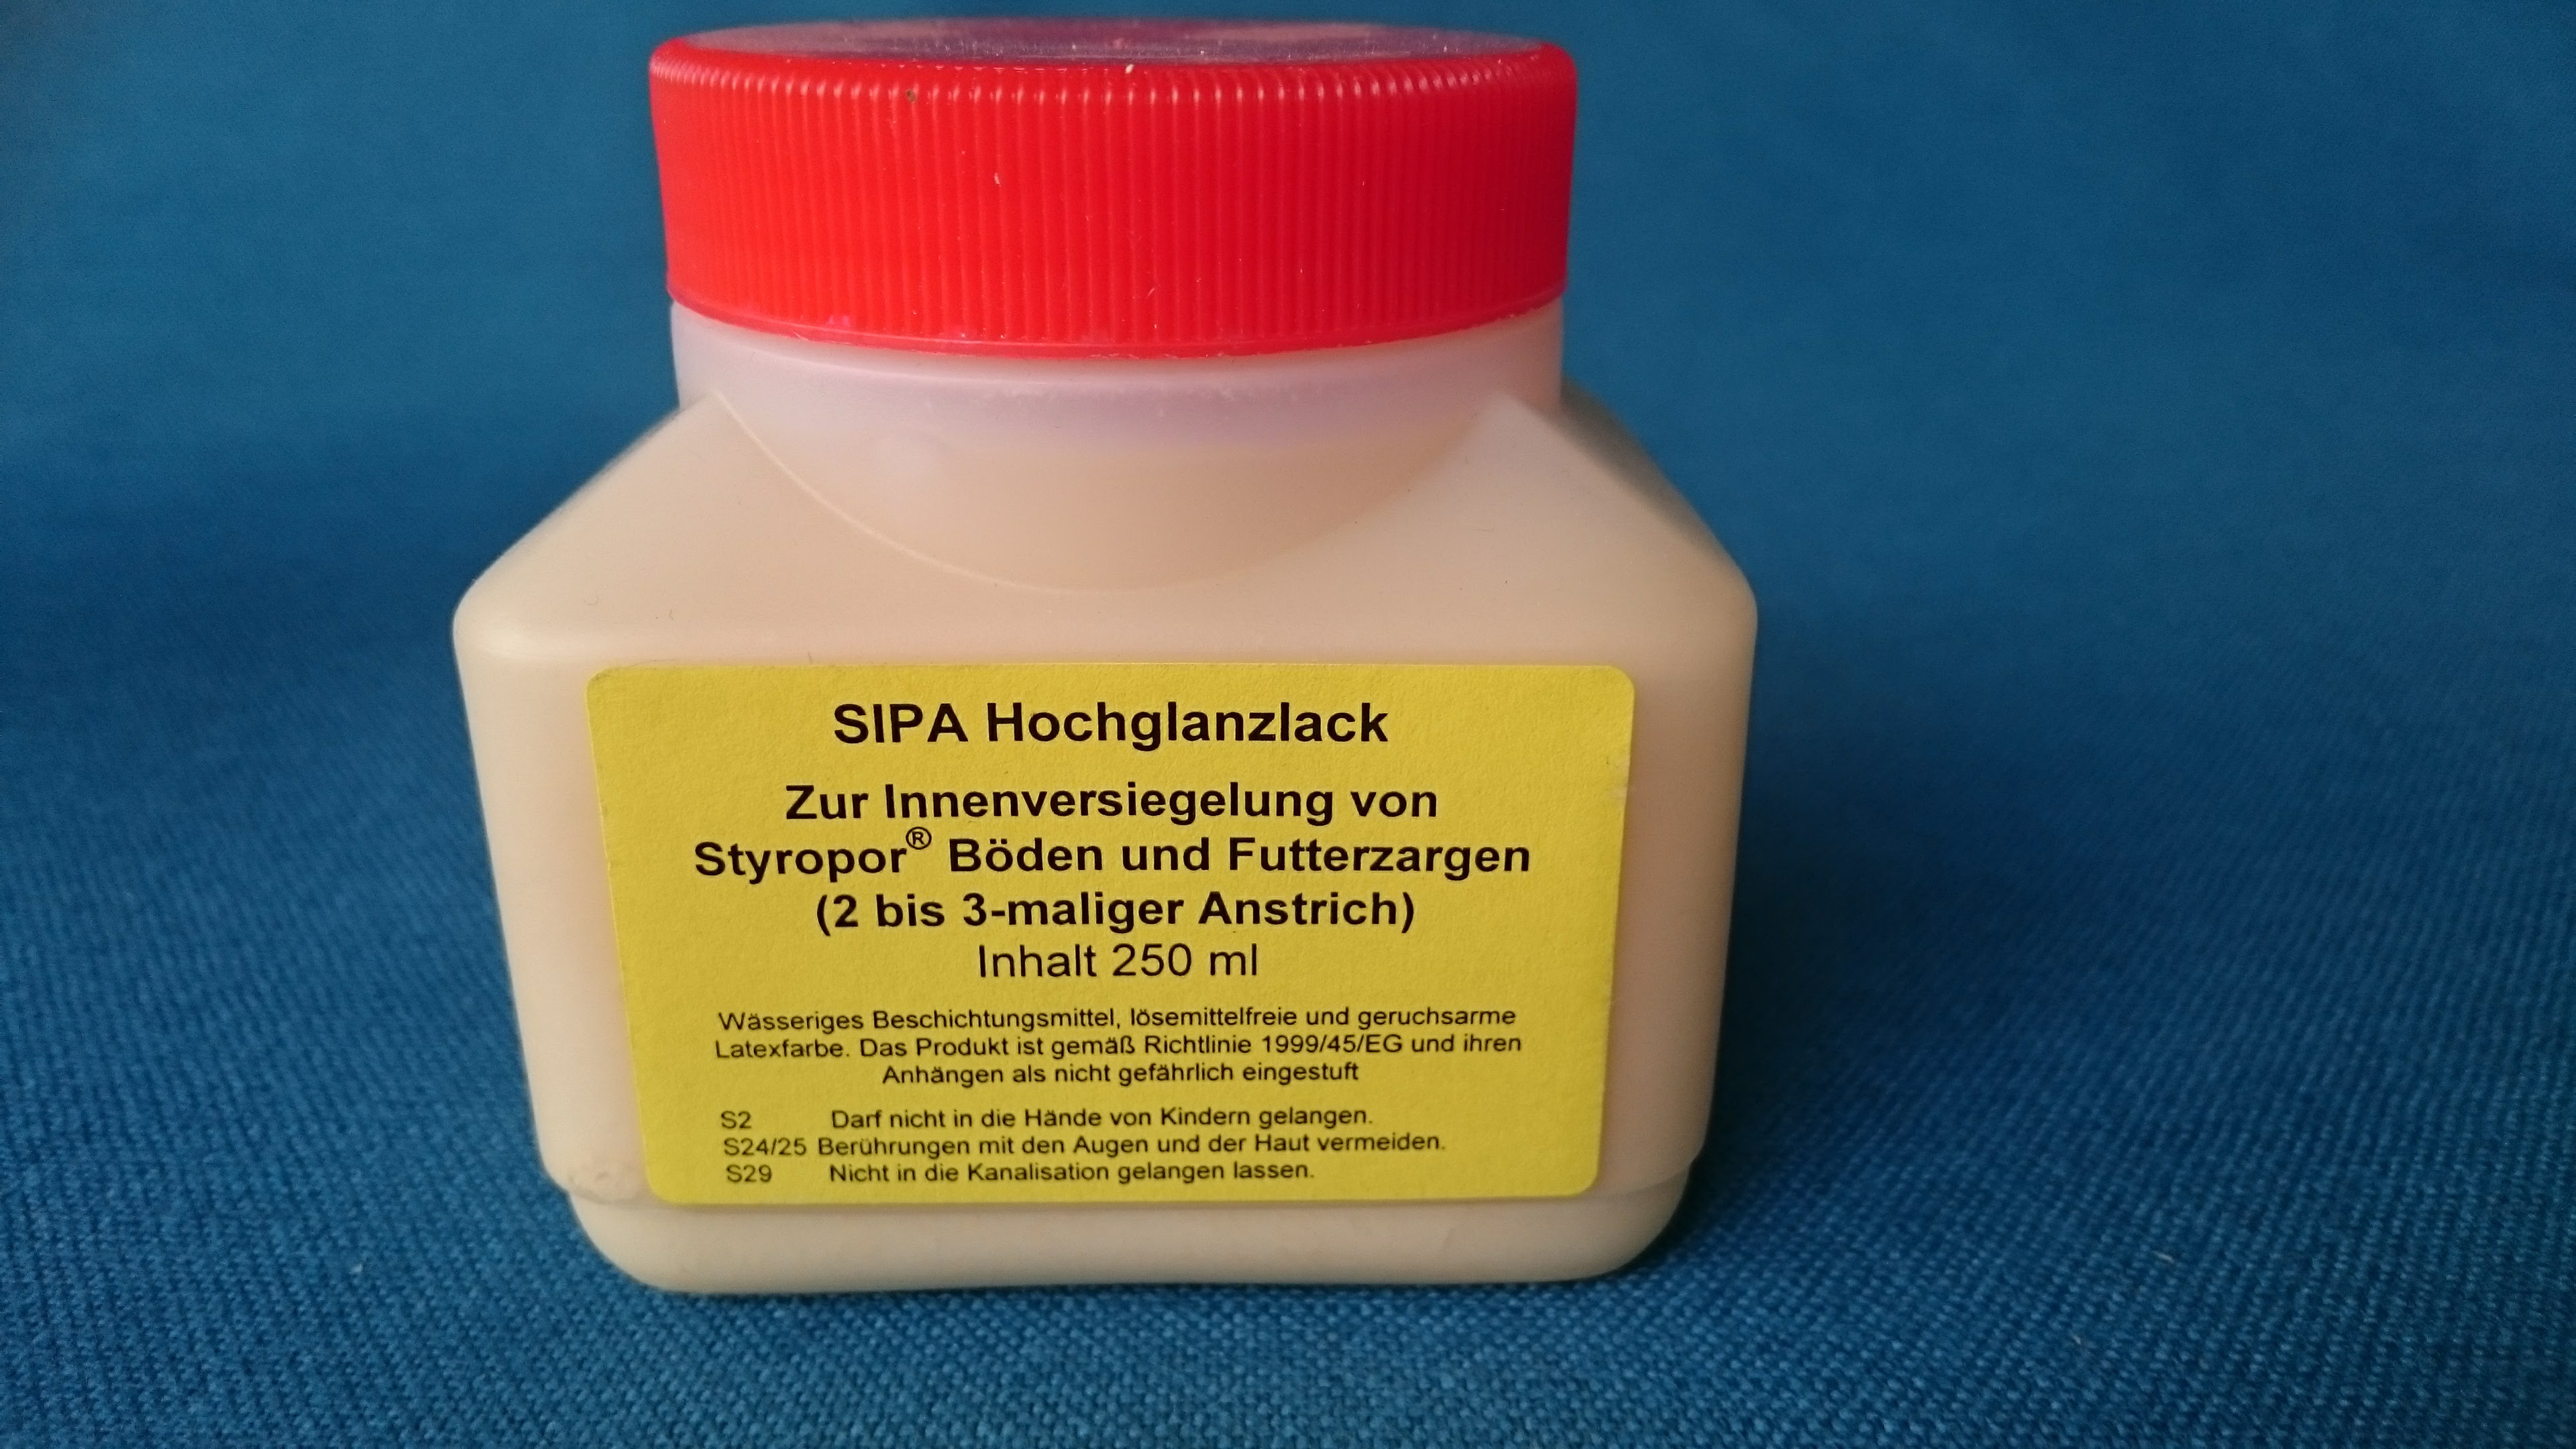 SIPA Hochglanzlack
Zur Innenversiegelung von
Styropor® Böden und Futterzargen
(2 bis 3-maliger Anstrich)
Inhalt 250 ml
Wässeriges Beschichtungsmittel, lösemittelfreie und geruchsarme
Latexfarbe. Das Produkt ist gemäß Richtlinie 1999/45/EG und ihren
Anhängen als nicht gefährlich eingestuft
S2 Darf nicht in die Hände von Kindern gelangen.
S24/25 Berührungen mit den Augen und der Haut vermeiden.
S29 Nicht in die Kanalisation gelangen lassen.